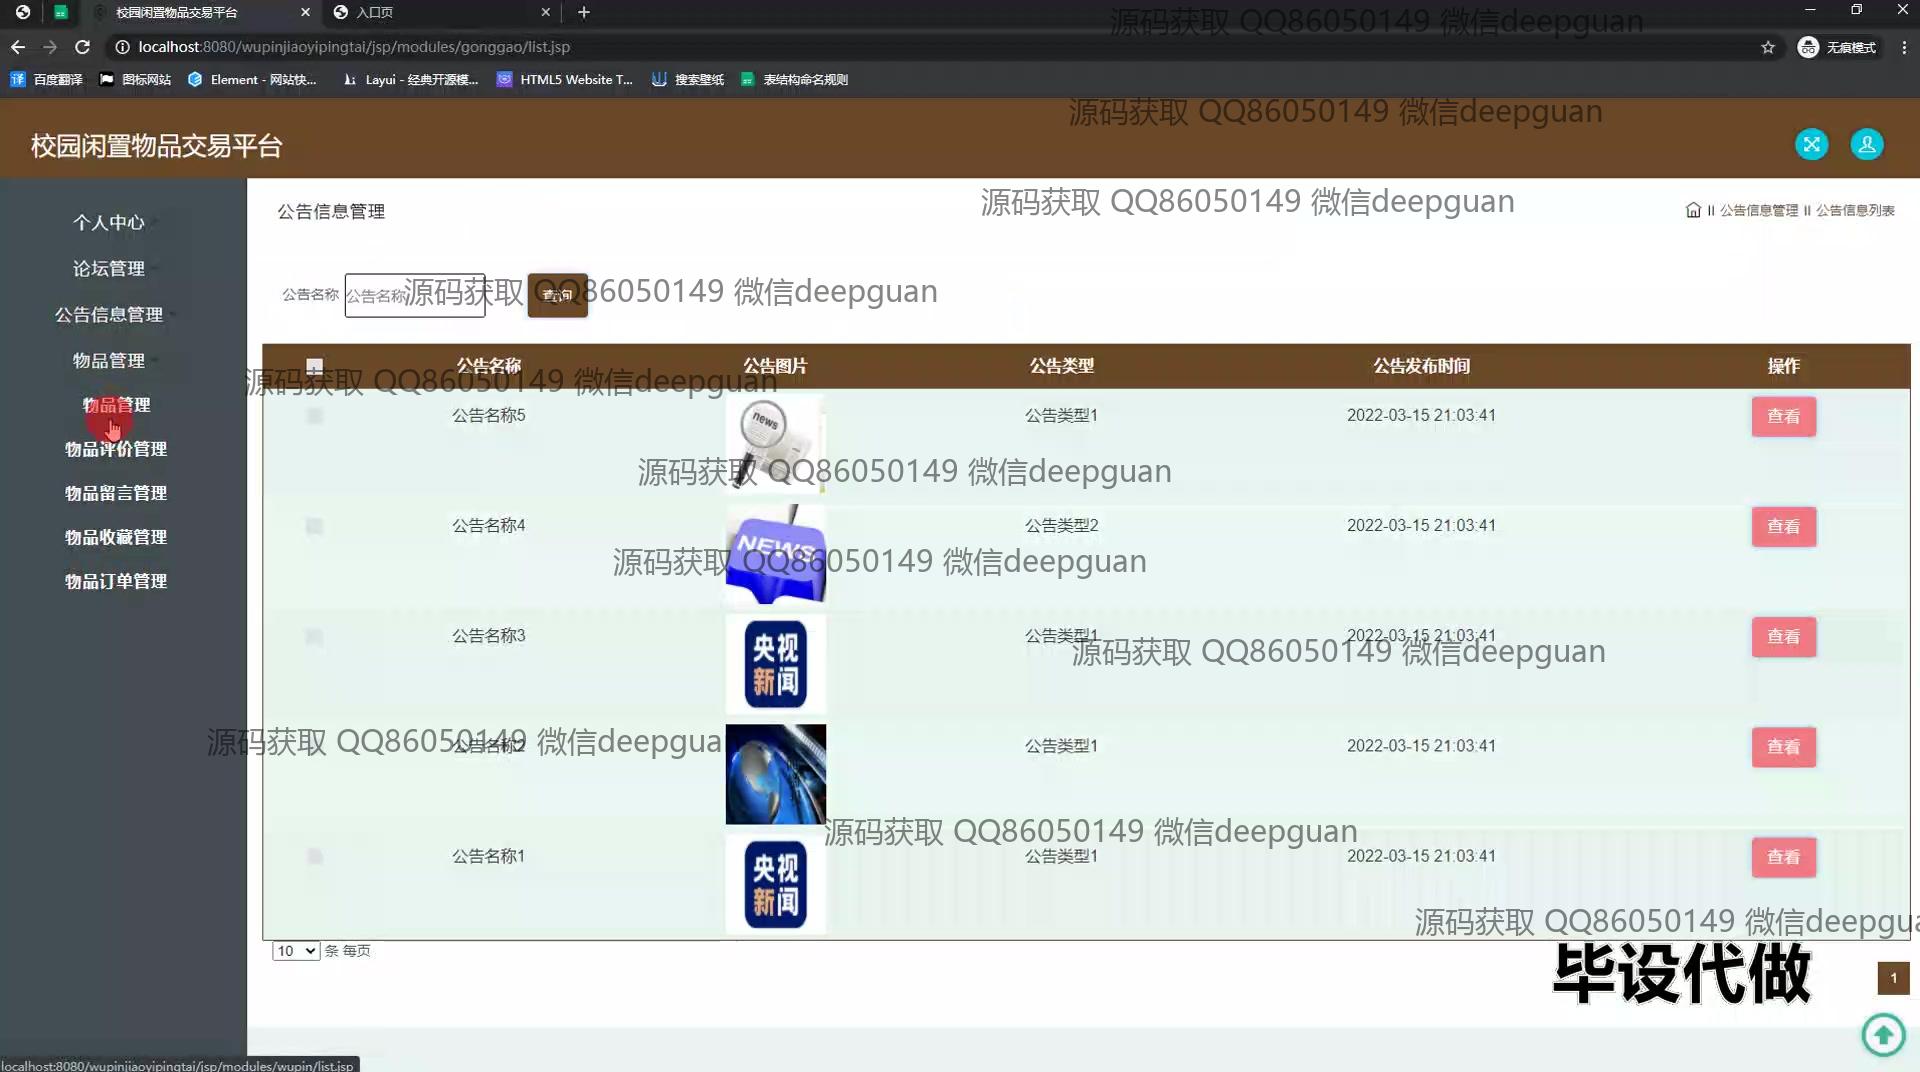 校园闲置物品交易平台
入口页
源码获取 QQ86050149 微信deepguan
localhost:8080/wupinjiaoyipingtai/jsp/modules/gonggao/list.jsp
无痕模式
百度翻译
图标网站
Element - 网站快...
Layui - 经典开源模...
HTML5 Website T...
搜索壁纸
表结构命名规则
源码获取 QQ86050149 微信deepguan
校园闲置物品交易平台
源码获取 QQ86050149 微信deepguan
公告信息管理
公告信息管理
公告信息列表
个人中心
论坛管理
公告信息管理
物品管理
物品管理
物品评价管理
物品留言管理
物品收藏管理
物品订单管理
公告名称
公告名称
查询
源码获取 QQ86050149 微信deepguan
公告名称 公告图片 公告类型 公告发布时间 操作
源码获取 QQ86050149 微信deepguan
公告名称5 公告类型1 2022-03-15 21:03:41 查看
news
源码获取 QQ86050149 微信deepguan
公告名称4 公告类型2 2022-03-15 21:03:41 查看
NEWS
源码获取 QQ86050149 微信deepguan
公告名称3 公告类型1 2022-03-15 21:03:41 查看
央视
新闻
源码获取 QQ86050149 微信deepguan
公告名称2 公告类型1 2022-03-15 21:03:41 查看
源码获取 QQ86050149 微信deepgua
源码获取 QQ86050149 微信deepguan
公告名称1 公告类型1 2022-03-15 21:03:41 查看
央视
新闻
源码获取 QQ86050149 微信deepgua
10 条 每页
毕设代做
1
localhost:8080/wupinjiaoyipingtai/jsp/modules/wupin/list.jsp